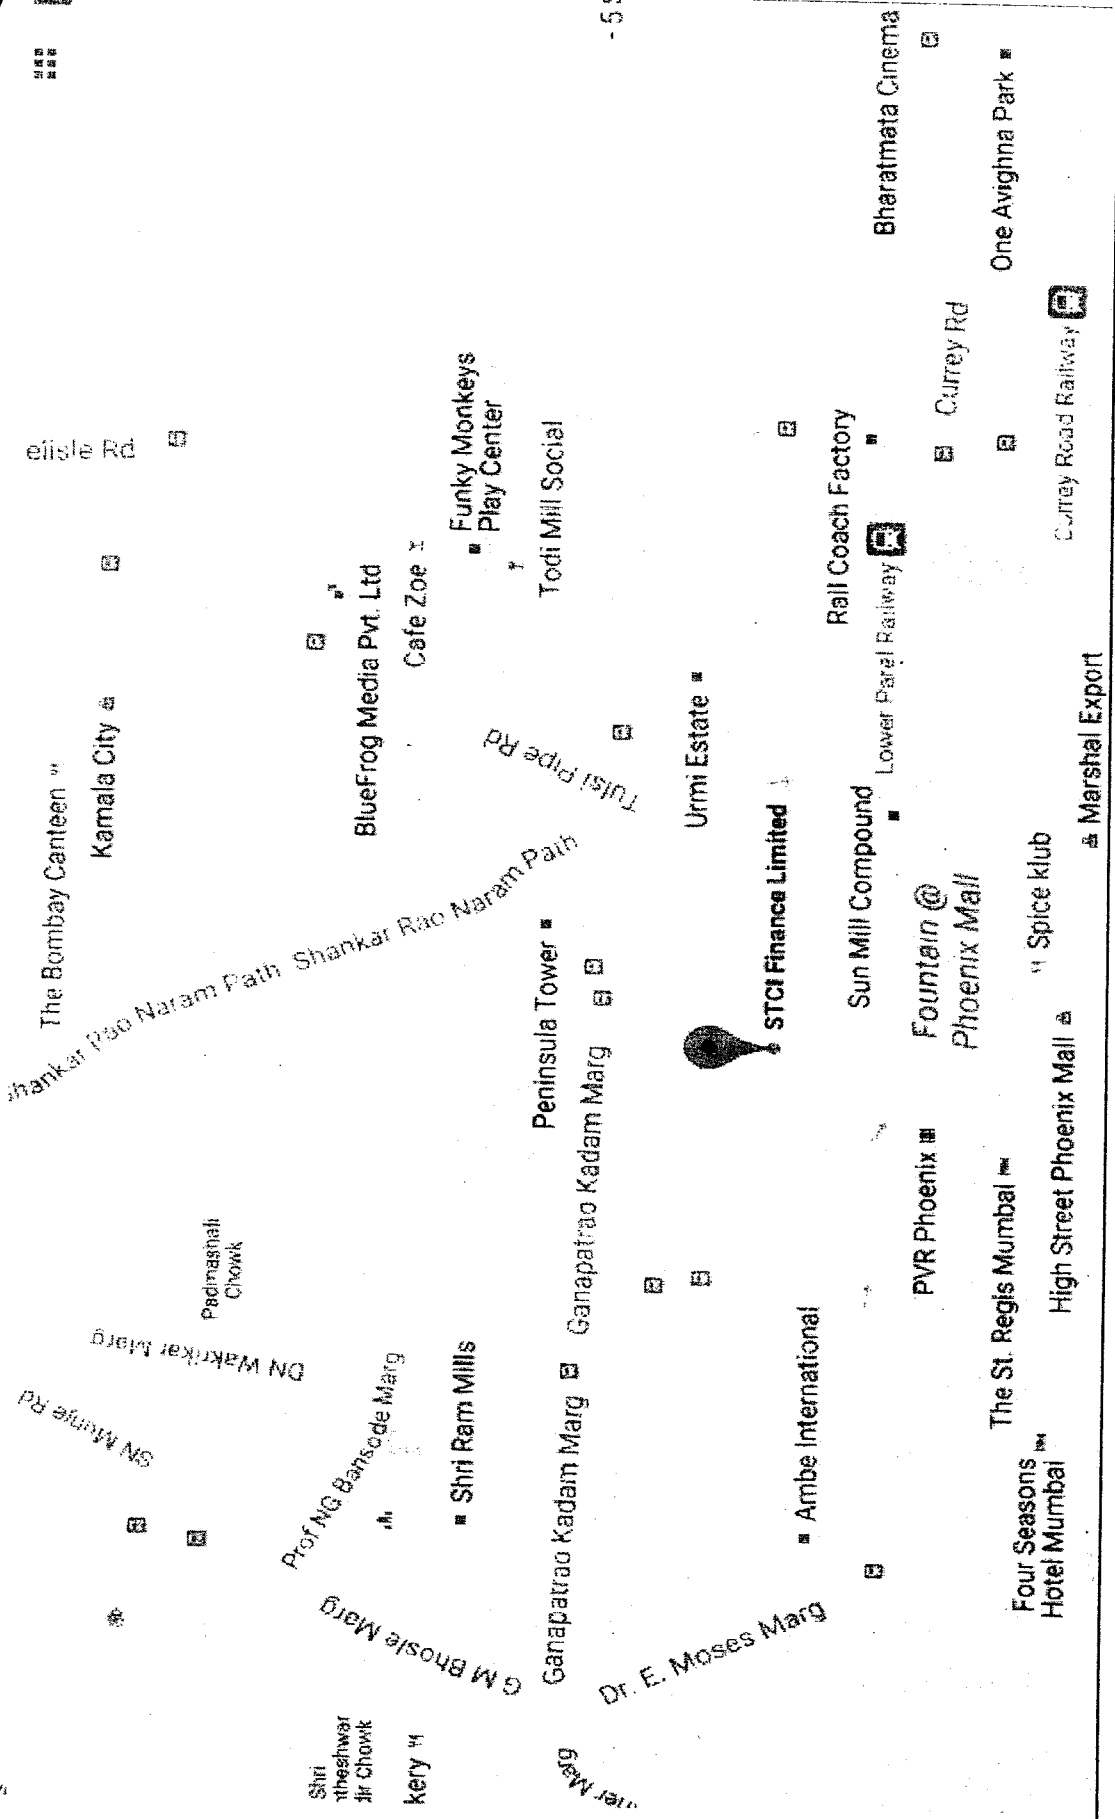 SN Munje Rd
The Bombay Canteen
Shankar Rao Naram Path
Kamala City
DN Wakrikar Marg
Padmashali
Chowk
Shri
Chowk
Prof NG Bansode Marg
Shankar Rao Naram Path
BlueFrog Media Pvt. Ltd
G M Bhosle Marg
Cafe Zoe
Shri Ram Mills
Funky Monkeys
Play Center
Tulsi Pipe Rd
Todi Mill Social
Peninsula Tower
Marg
Ganapatrao Kadam Marg
Ganapatrao Kadam Marg
Dr. E. Moses Marg
Urmi Estate
STCI Finance Limited
Ambe International
Rail Coach Factory
Sun Mill Compound
Lower Parel Railway
Bharatmata Cinema
PVR Phoenix
Fountain @
Phoenix Mall
Currey Rd
The St. Regis Mumbai
One Avighna Park
Four Seasons
Hotel Mumbai
Spice klub
High Street Phoenix Mall
Currey Road Railway
Marshal Export